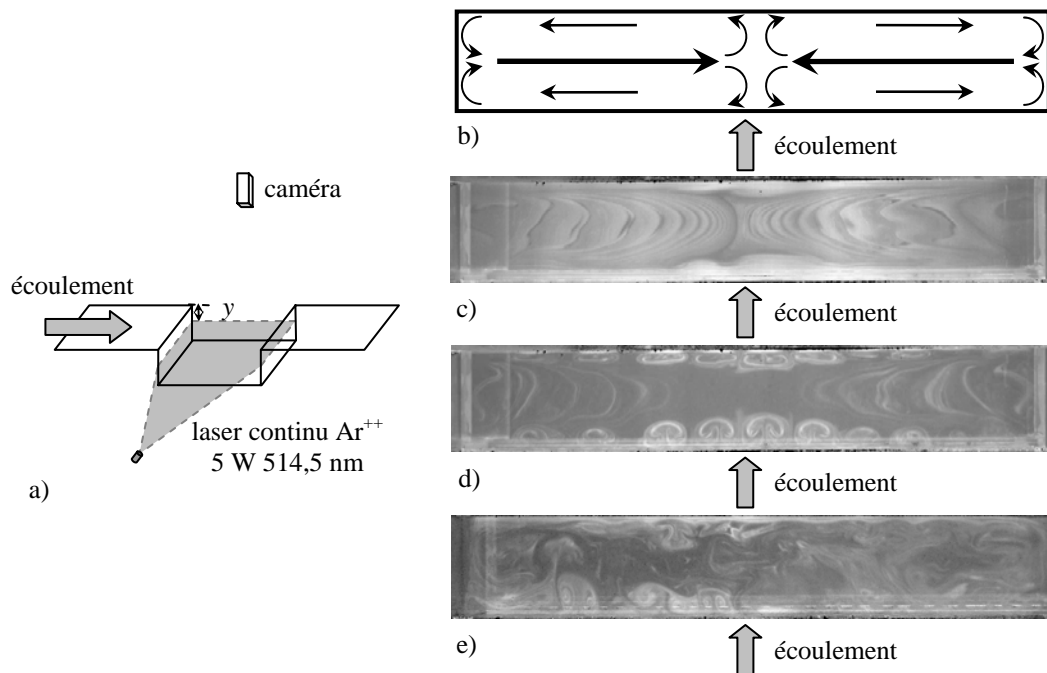 caméra
écoulement
y
laser continu Ar++
5 W 514,5 nm
a)
b)
écoulement
c)
écoulement
d)
écoulement
e)
écoulement